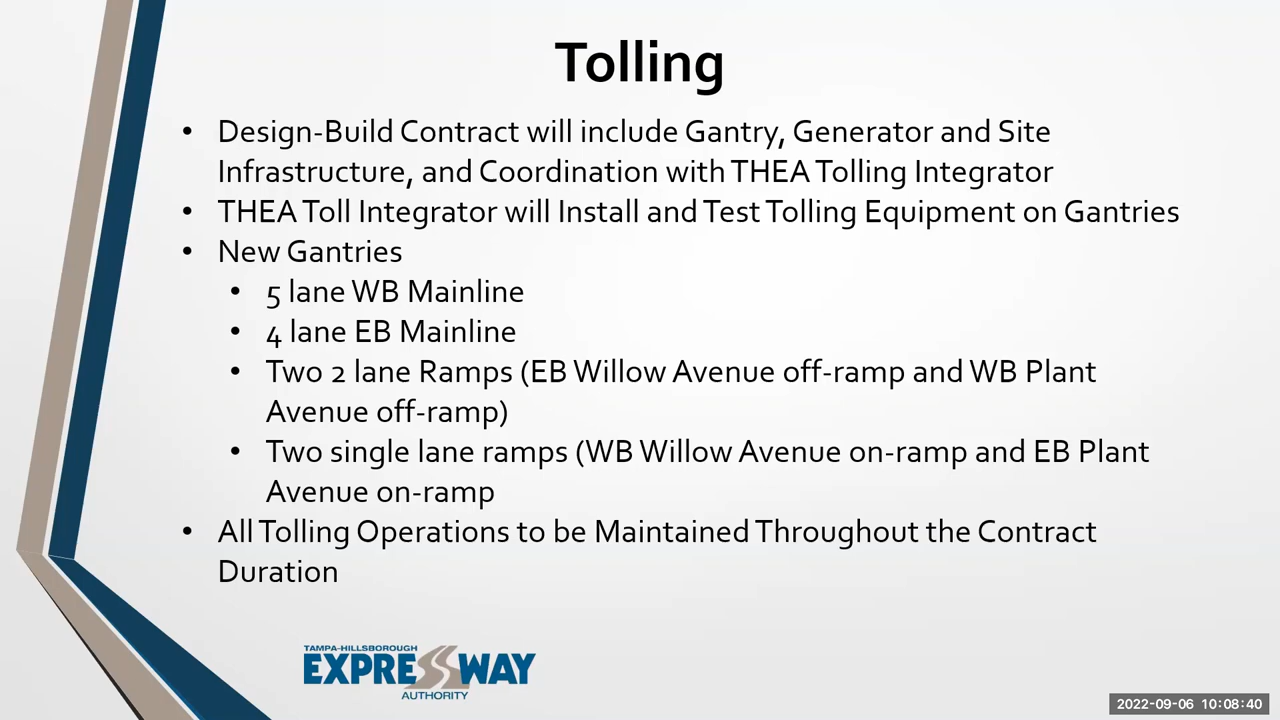 Tolling
• Design-Build Contract will include Gantry, Generator and Site
Infrastructure, and Coordination with THEA Tolling Integrator
• THEA Toll Integrator will Install and Test Tolling Equipment on Gantries
• New Gantries
• 5 lane WB Mainline
• 4 lane EB Mainline
• Two 2 lane Ramps (EB Willow Avenue off-ramp and WB Plant
Avenue off-ramp)
• Two single lane ramps (WB Willow Avenue on-ramp and EB Plant
Avenue on-ramp
• All Tolling Operations to be Maintained Throughout the Contract
Duration
TAMPA-HILLSBOROUGH
EXPRESSWAY
AUTHORITY
2022-09-06 10:08:40